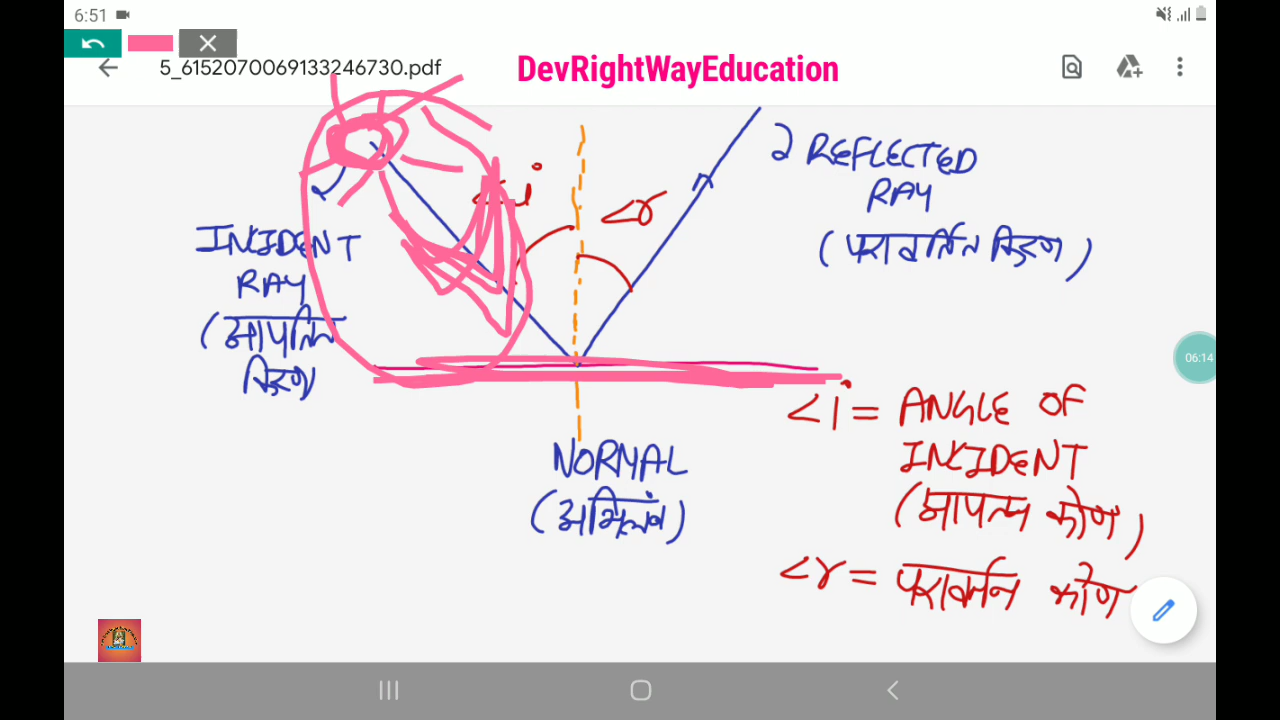 6:51
5_6152070069133246730.pdf
DevRightWayEducation
2 REFLECTED
RAY
(परावर्तित किरण)
<i
<r
INCIDENT
RAY
(आपतित
किरण)
06:14
<i = ANGLE OF
INCIDENT
(आपतन कोण)
NORMAL
(अभिलंब)
<r = परावर्तन कोण